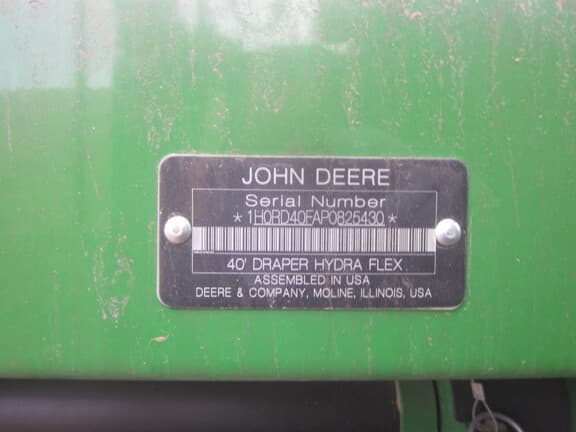 JOHN DEERE
Serial Number
*1H0RD40FAP0825430*
40' DRAPER HYDRA FLEX
ASSEMBLED IN USA
DEERE & COMPANY, MOLINE, ILLINOIS, USA